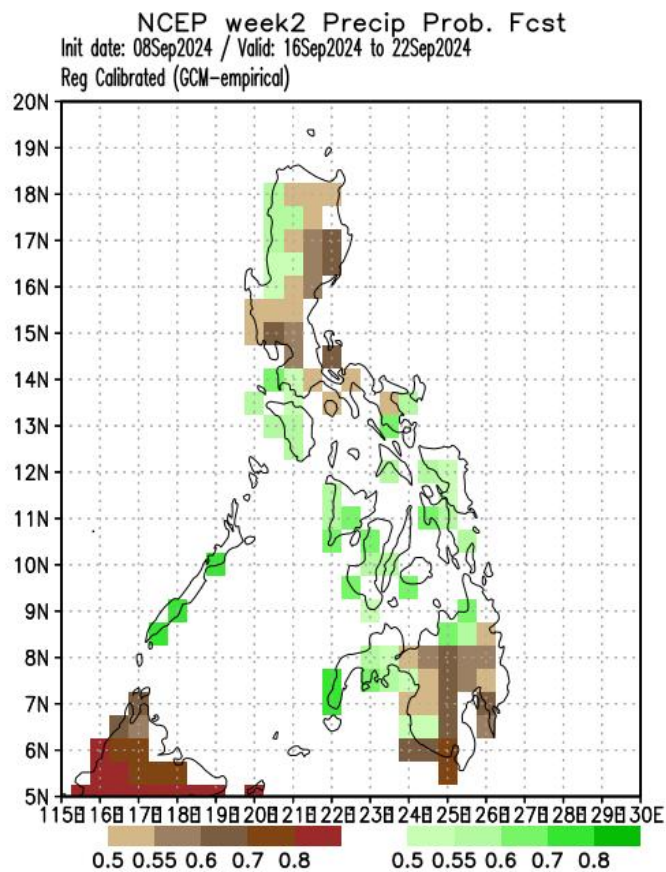 NCEP week2 Precip Prob. Fcst
Init date: 08Sep2024 / Valid: 16Sep2024 to 22Sep2024
Reg Calibrated (GCM-empirical)
20N
19N
18N
17N
16N
15N
14N
13N
12N
11N
10N
9N
8N
7N
6N
5N
115E 116E 117E 118E 119E 120E 121E 122E 123E 124E 125E 126E 127E 128E 129E 130E
0.5 0.55 0.6 0.7 0.8 0.5 0.55 0.6 0.7 0.8